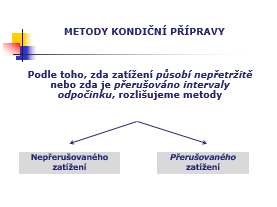 METODY KONDIČNÍ PŘÍPRAVY
Podle toho, zda zatížení působí nepřetržitě
nebo zda je přerušováno intervaly
odpočinku, rozlišujeme metody
Nepřerušovaného
zatížení
Přerušovaného
zatížení